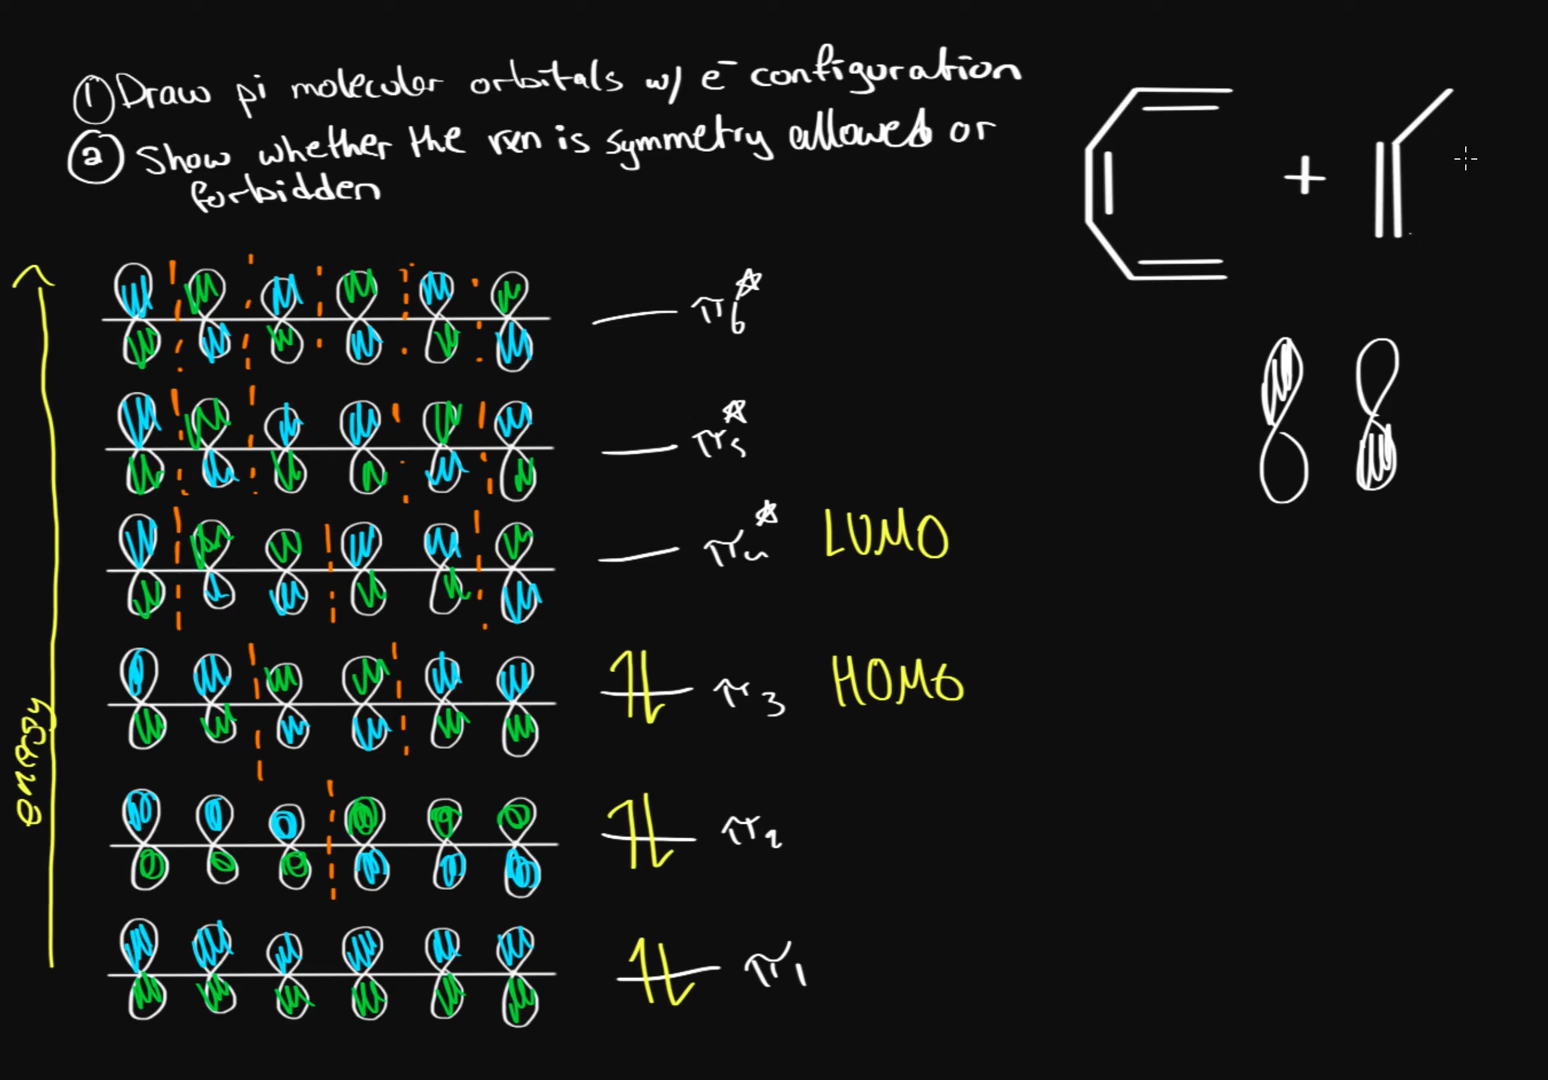 ① Draw pi molecular orbitals w/ e⁻ configuration
② Show whether the rxn is symmetry allowed or
forbidden
+
π6*
π5*
π4* LUMO
π3 HOMO
π2
π1
energy